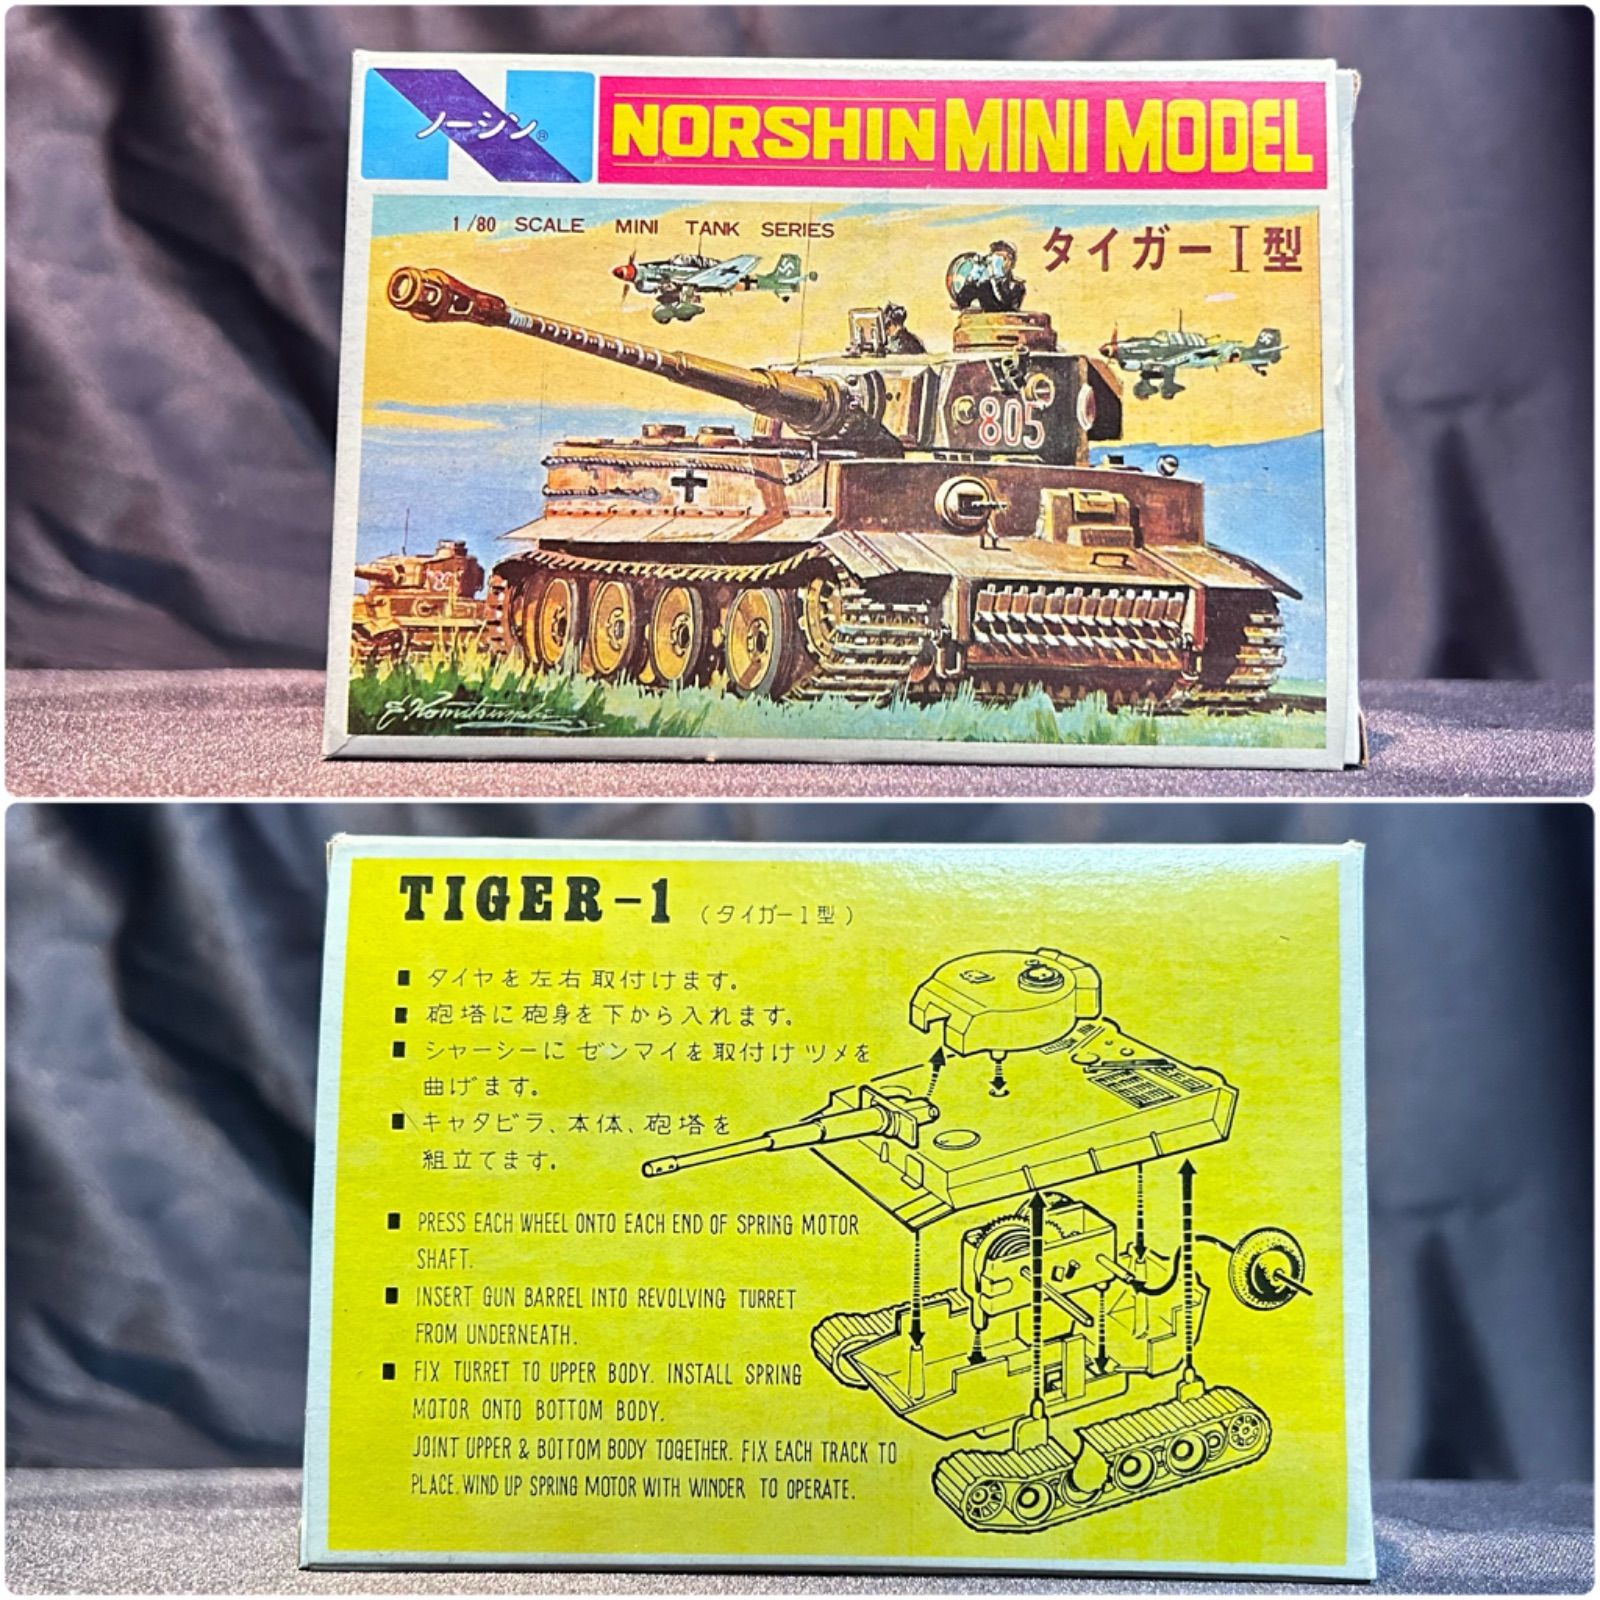 ノーシン®
NORSHIN MINI MODEL
1/80 SCALE MINI TANK SERIES
タイガーⅠ型
805
TIGER-1 (タイガーⅠ型)
■ タイヤを左右取付けます。
■ 砲塔に砲身を下から入れます。
■ シャーシーにゼンマイを取付けツメを
曲げます。
■ キャタビラ、本体、砲塔を
組立てます。
■ PRESS EACH WHEEL ONTO EACH END OF SPRING MOTOR
SHAFT.
■ INSERT GUN BARREL INTO REVOLVING TURRET
FROM UNDERNEATH.
■ FIX TURRET TO UPPER BODY. INSTALL SPRING
MOTOR ONTO BOTTOM BODY.
JOINT UPPER & BOTTOM BODY TOGETHER. FIX EACH TRACK TO
PLACE. WIND UP SPRING MOTOR WITH WINDER TO OPERATE.